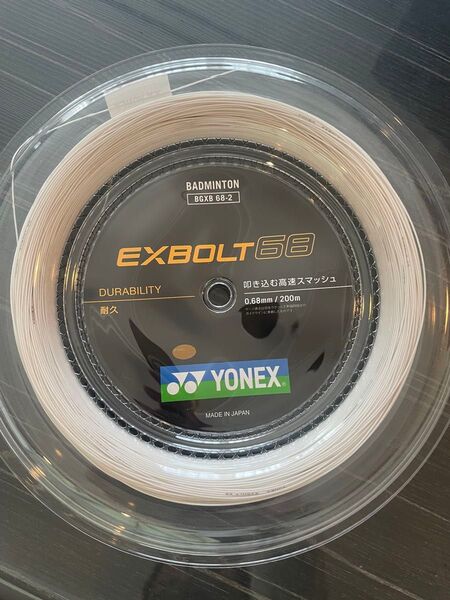 BADMINTON
BGXB 68-2
EXBOLT68
DURABILITY
耐久
叩き込む高速スマッシュ
0.68mm / 200m
YONEX
MADE IN JAPAN